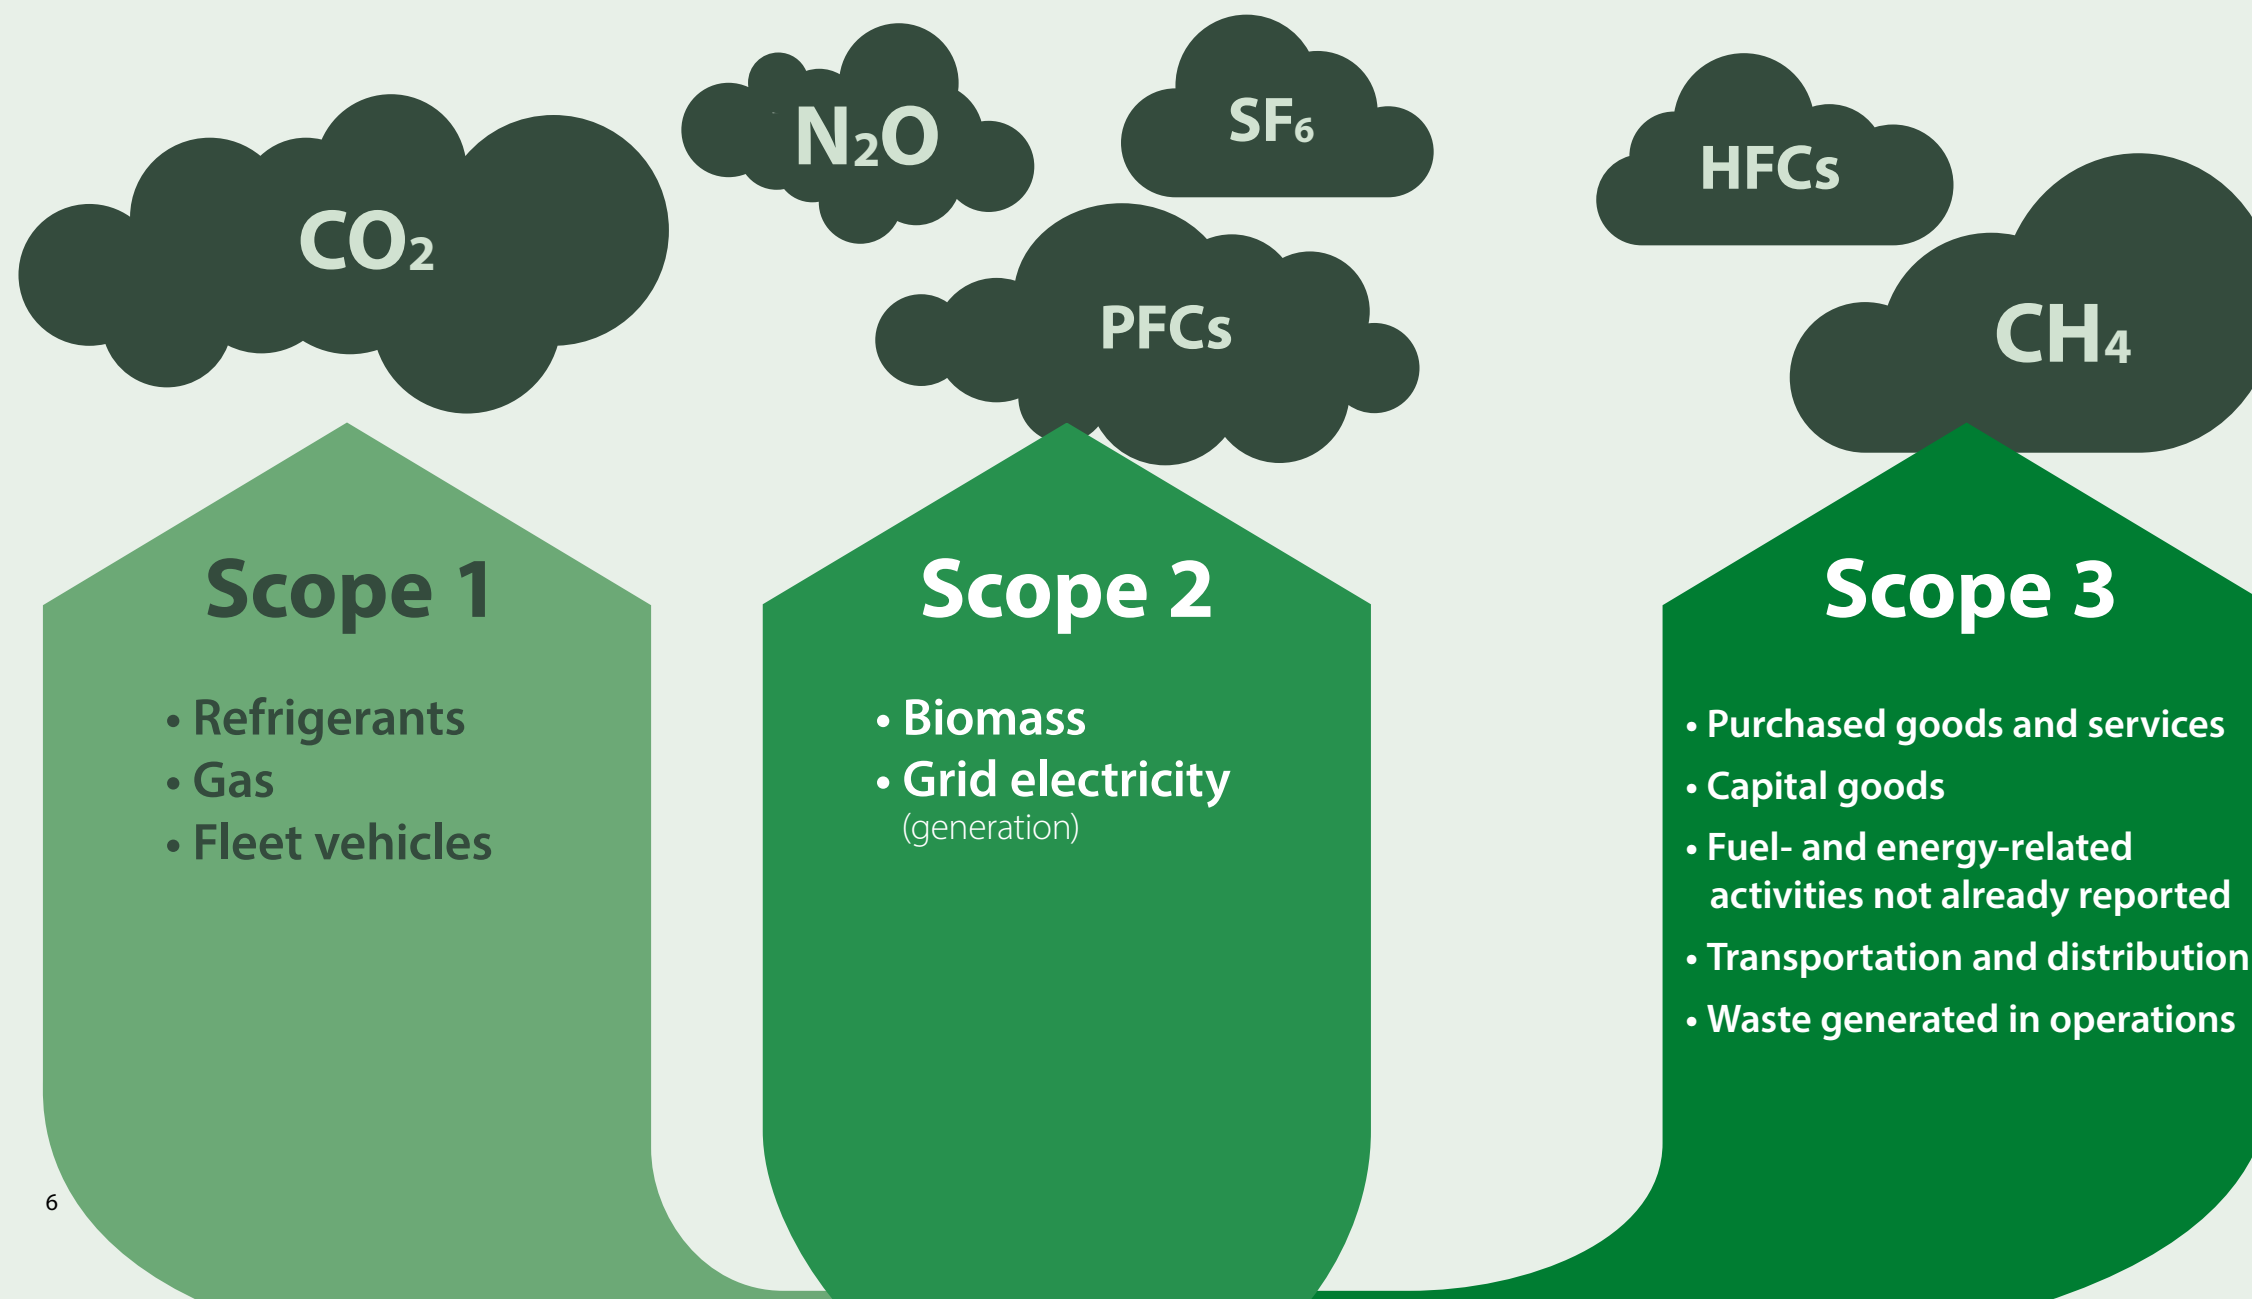 CO₂
N₂O
SF₆
HFCs
PFCs
CH₄
Scope 1
• Refrigerants
• Gas
• Fleet vehicles
Scope 2
• Biomass
• Grid electricity
(generation)
Scope 3
• Purchased goods and services
• Capital goods
• Fuel- and energy-related
activities not already reported
• Transportation and distribution
• Waste generated in operations
6